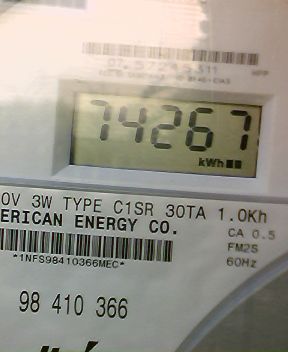 74267
kWh
0V 3W TYPE C1SR 30TA 1.0Kh
ERICAN ENERGY CO.
CA 0.5
FM2S
60Hz
*1NFS98410366MEC*
98 410 366